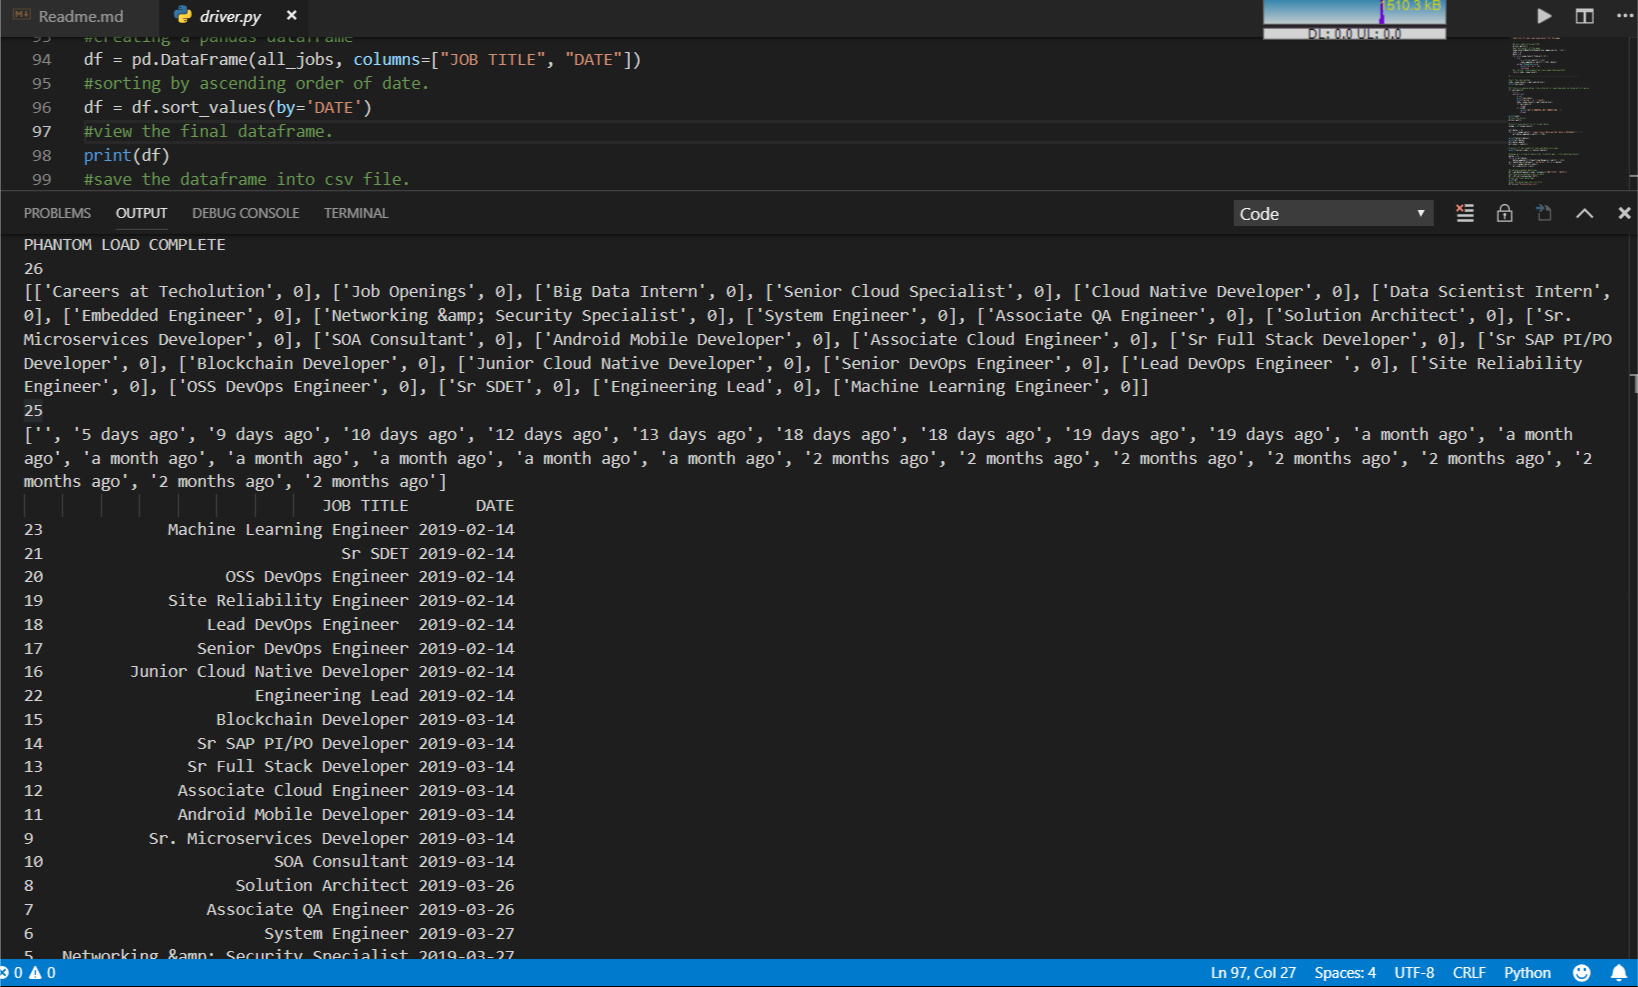 Readme.md
driver.py
1510.3 kB
DL: 0.0 UL: 0.0
93 #creating a pandas dataframe
94 df = pd.DataFrame(all_jobs, columns=["JOB TITLE", "DATE"])
95 #sorting by ascending order of date.
96 df = df.sort_values(by='DATE')
97 #view the final dataframe.
98 print(df)
99 #save the dataframe into csv file.
PROBLEMS OUTPUT DEBUG CONSOLE TERMINAL
Code
PHANTOM LOAD COMPLETE
26
[['Careers at Techolution', 0], ['Job Openings', 0], ['Big Data Intern', 0], ['Senior Cloud Specialist', 0], ['Cloud Native Developer', 0], ['Data Scientist Intern',
0], ['Embedded Engineer', 0], ['Networking &amp; Security Specialist', 0], ['System Engineer', 0], ['Associate QA Engineer', 0], ['Solution Architect', 0], ['Sr.
Microservices Developer', 0], ['SOA Consultant', 0], ['Android Mobile Developer', 0], ['Associate Cloud Engineer', 0], ['Sr Full Stack Developer', 0], ['Sr SAP PI/PO
Developer', 0], ['Blockchain Developer', 0], ['Junior Cloud Native Developer', 0], ['Senior DevOps Engineer', 0], ['Lead DevOps Engineer ', 0], ['Site Reliability
Engineer', 0], ['OSS DevOps Engineer', 0], ['Sr SDET', 0], ['Engineering Lead', 0], ['Machine Learning Engineer', 0]]
25
['', '5 days ago', '9 days ago', '10 days ago', '12 days ago', '13 days ago', '18 days ago', '18 days ago', '19 days ago', '19 days ago', 'a month ago', 'a month
ago', 'a month ago', 'a month ago', 'a month ago', 'a month ago', 'a month ago', '2 months ago', '2 months ago', '2 months ago', '2 months ago', '2 months ago', '2
months ago', '2 months ago', '2 months ago']
JOB TITLE DATE
23 Machine Learning Engineer 2019-02-14
21 Sr SDET 2019-02-14
20 OSS DevOps Engineer 2019-02-14
19 Site Reliability Engineer 2019-02-14
18 Lead DevOps Engineer 2019-02-14
17 Senior DevOps Engineer 2019-02-14
16 Junior Cloud Native Developer 2019-02-14
22 Engineering Lead 2019-02-14
15 Blockchain Developer 2019-03-14
14 Sr SAP PI/PO Developer 2019-03-14
13 Sr Full Stack Developer 2019-03-14
12 Associate Cloud Engineer 2019-03-14
11 Android Mobile Developer 2019-03-14
9 Sr. Microservices Developer 2019-03-14
10 SOA Consultant 2019-03-14
8 Solution Architect 2019-03-26
7 Associate QA Engineer 2019-03-26
6 System Engineer 2019-03-27
5 Networking &amp; Security Specialist 2019-03-27
0 0 Ln 97, Col 27 Spaces: 4 UTF-8 CRLF Python